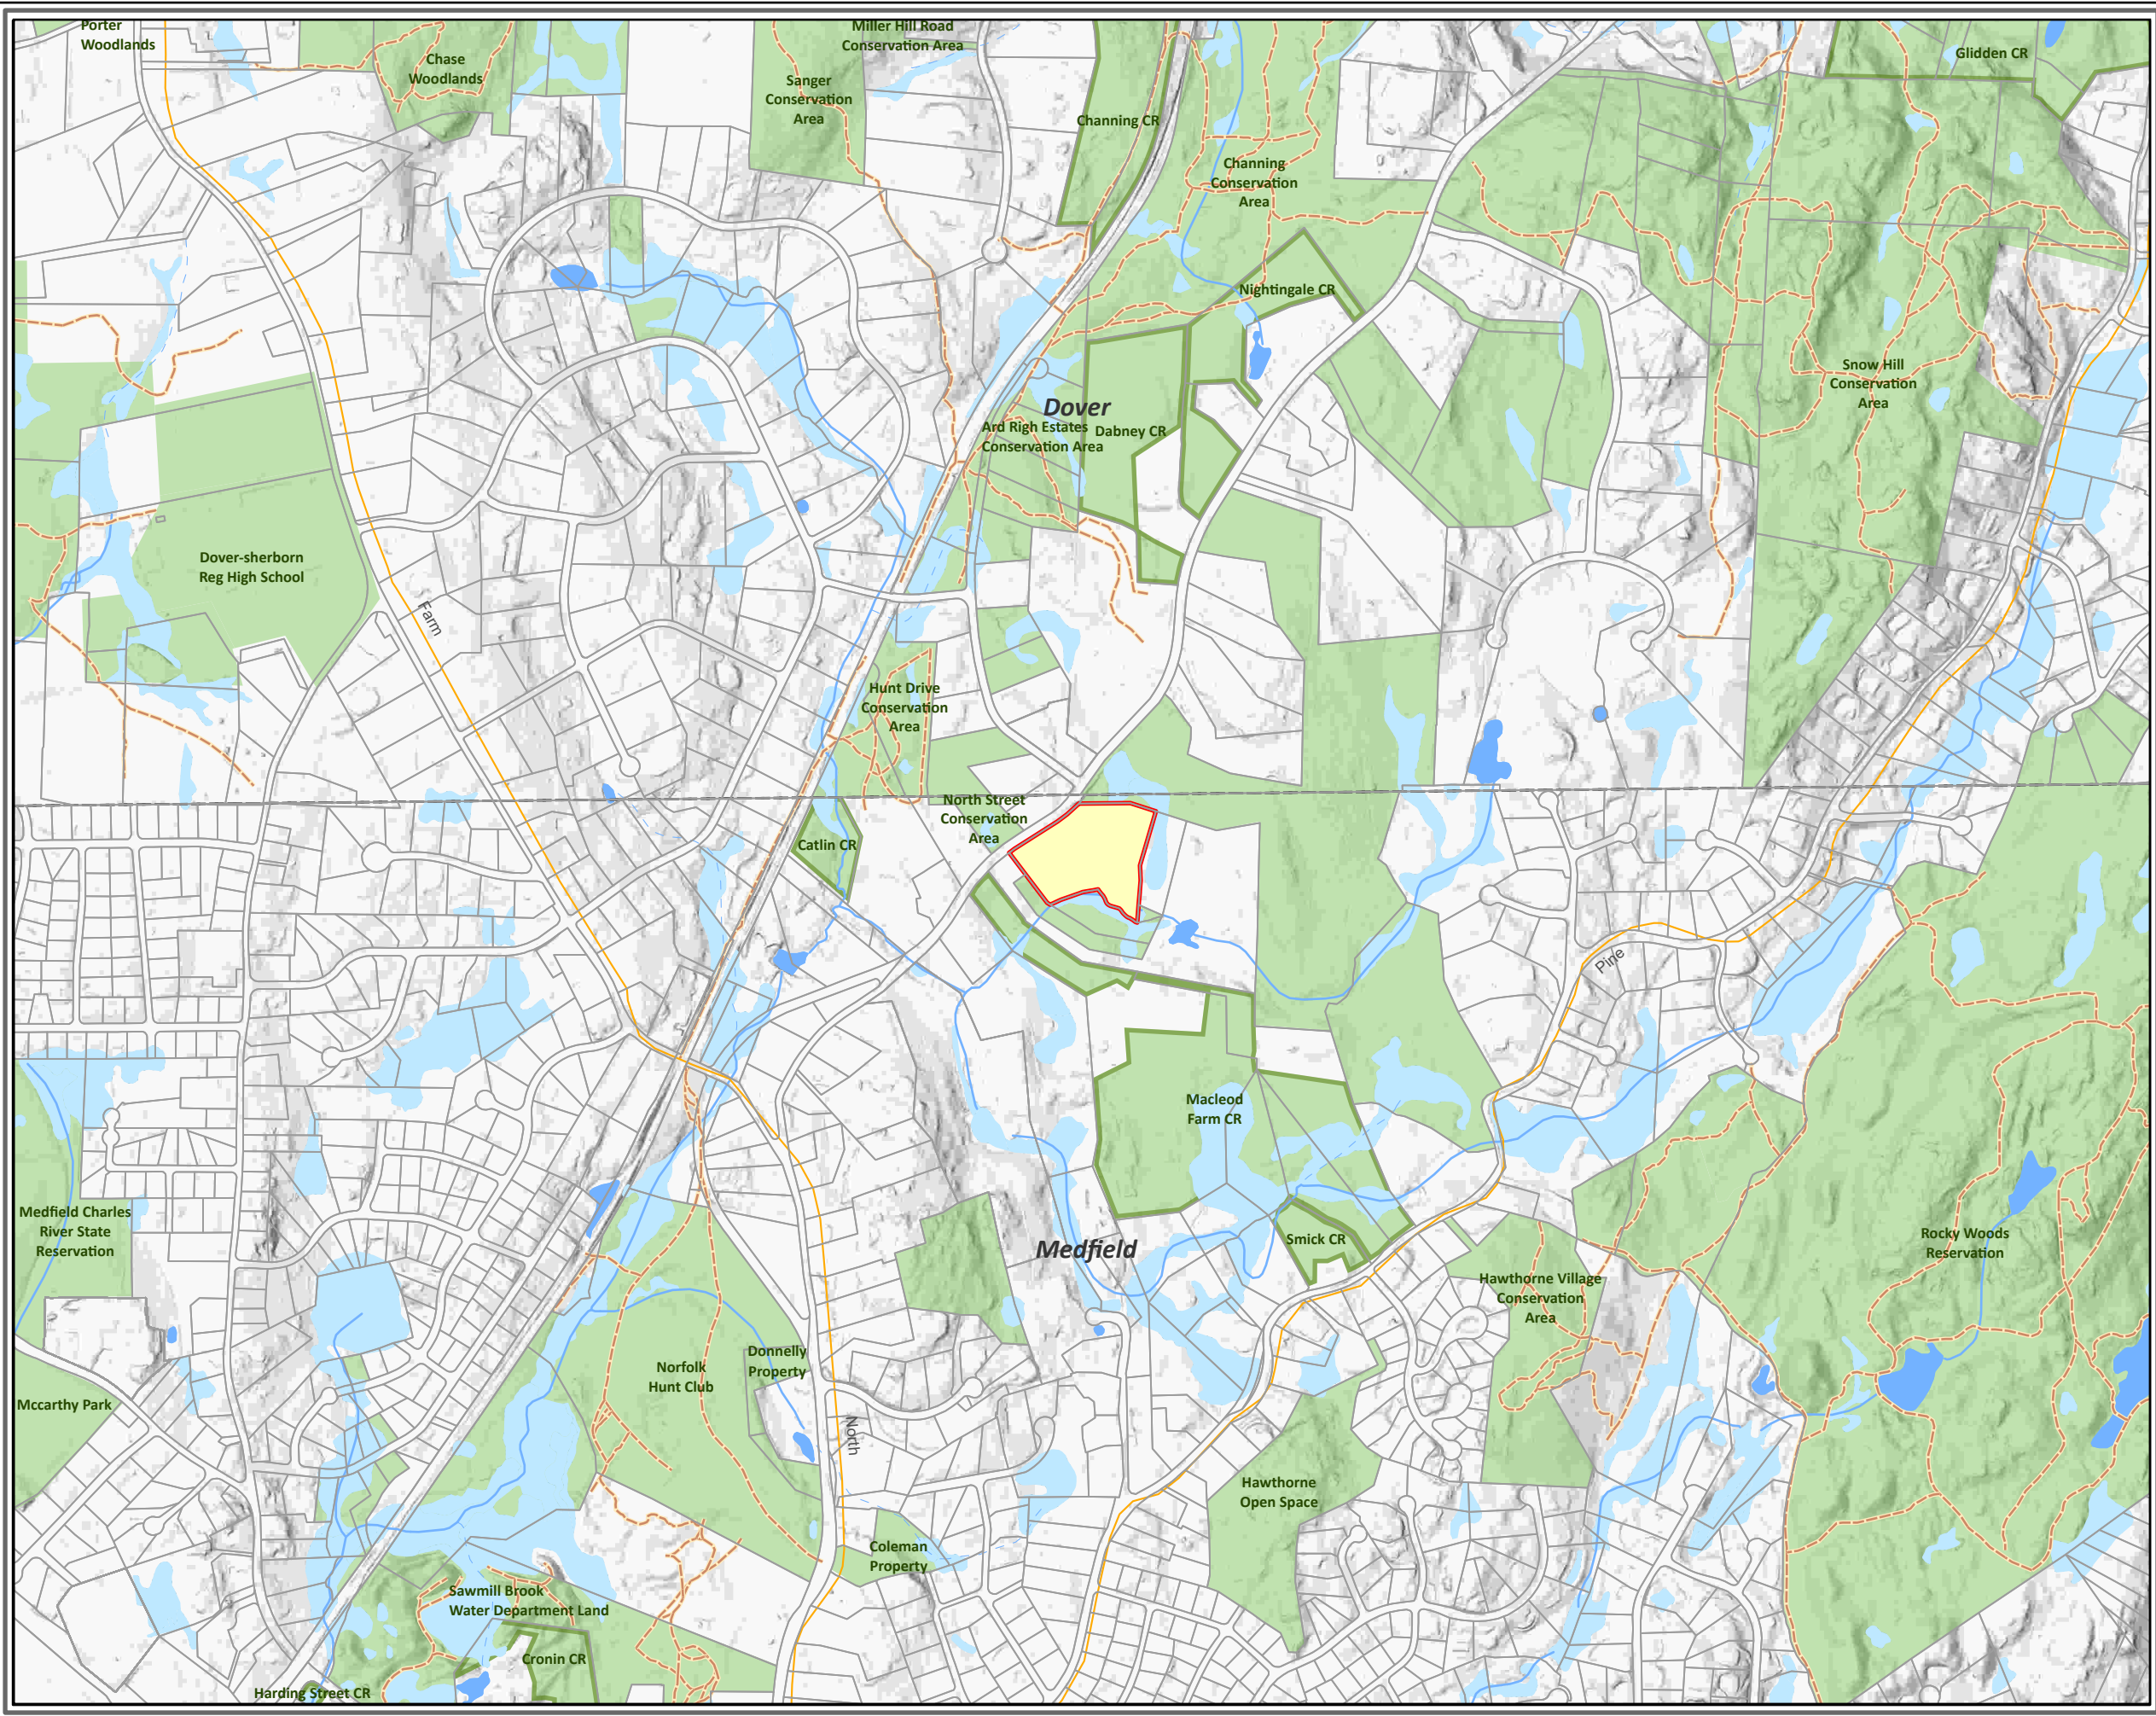 Porter
Woodlands
Miller Hill Road
Conservation Area
Glidden CR
Chase
Woodlands
Sanger
Conservation
Area
Channing CR
Channing
Conservation
Area
Nightingale CR
Snow Hill
Conservation
Area
Dover
Ard Righ Estates
Conservation Area
Dabney CR
Dover-sherborn
Reg High School
Farm
Hunt Drive
Conservation
Area
North Street
Conservation
Area
Catlin CR
Pine
Macleod
Farm CR
Medfield Charles
River State
Reservation
Medfield
Smick CR
Rocky Woods
Reservation
Hawthorne Village
Conservation
Area
Donnelly
Property
Norfolk
Hunt Club
Mccarthy Park
North
Hawthorne
Open Space
Coleman
Property
Sawmill Brook
Water Department Land
Cronin CR
Harding Street CR